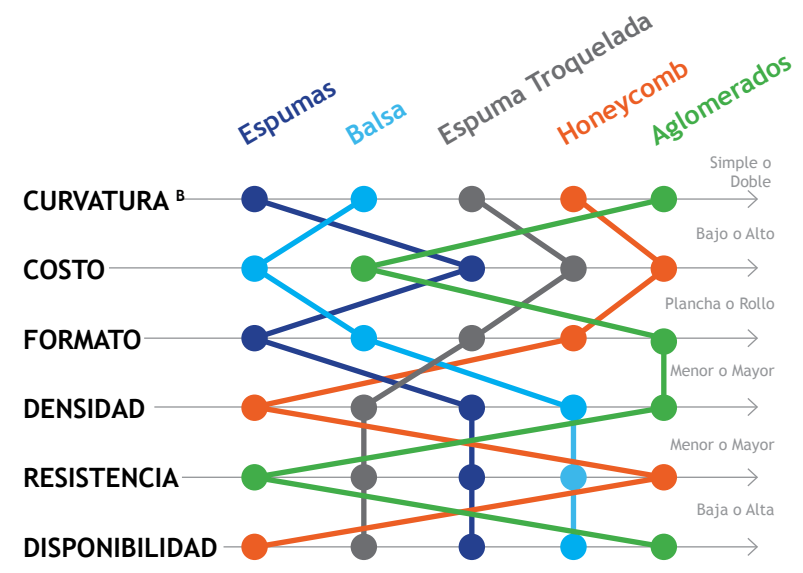 Espumas
Balsa
Espuma Troquelada
Honeycomb
Aglomerados
CURVATURA B
Simple o
Doble
COSTO
Bajo o Alto
FORMATO
Plancha o Rollo
DENSIDAD
Menor o Mayor
RESISTENCIA
Menor o Mayor
DISPONIBILIDAD
Baja o Alta